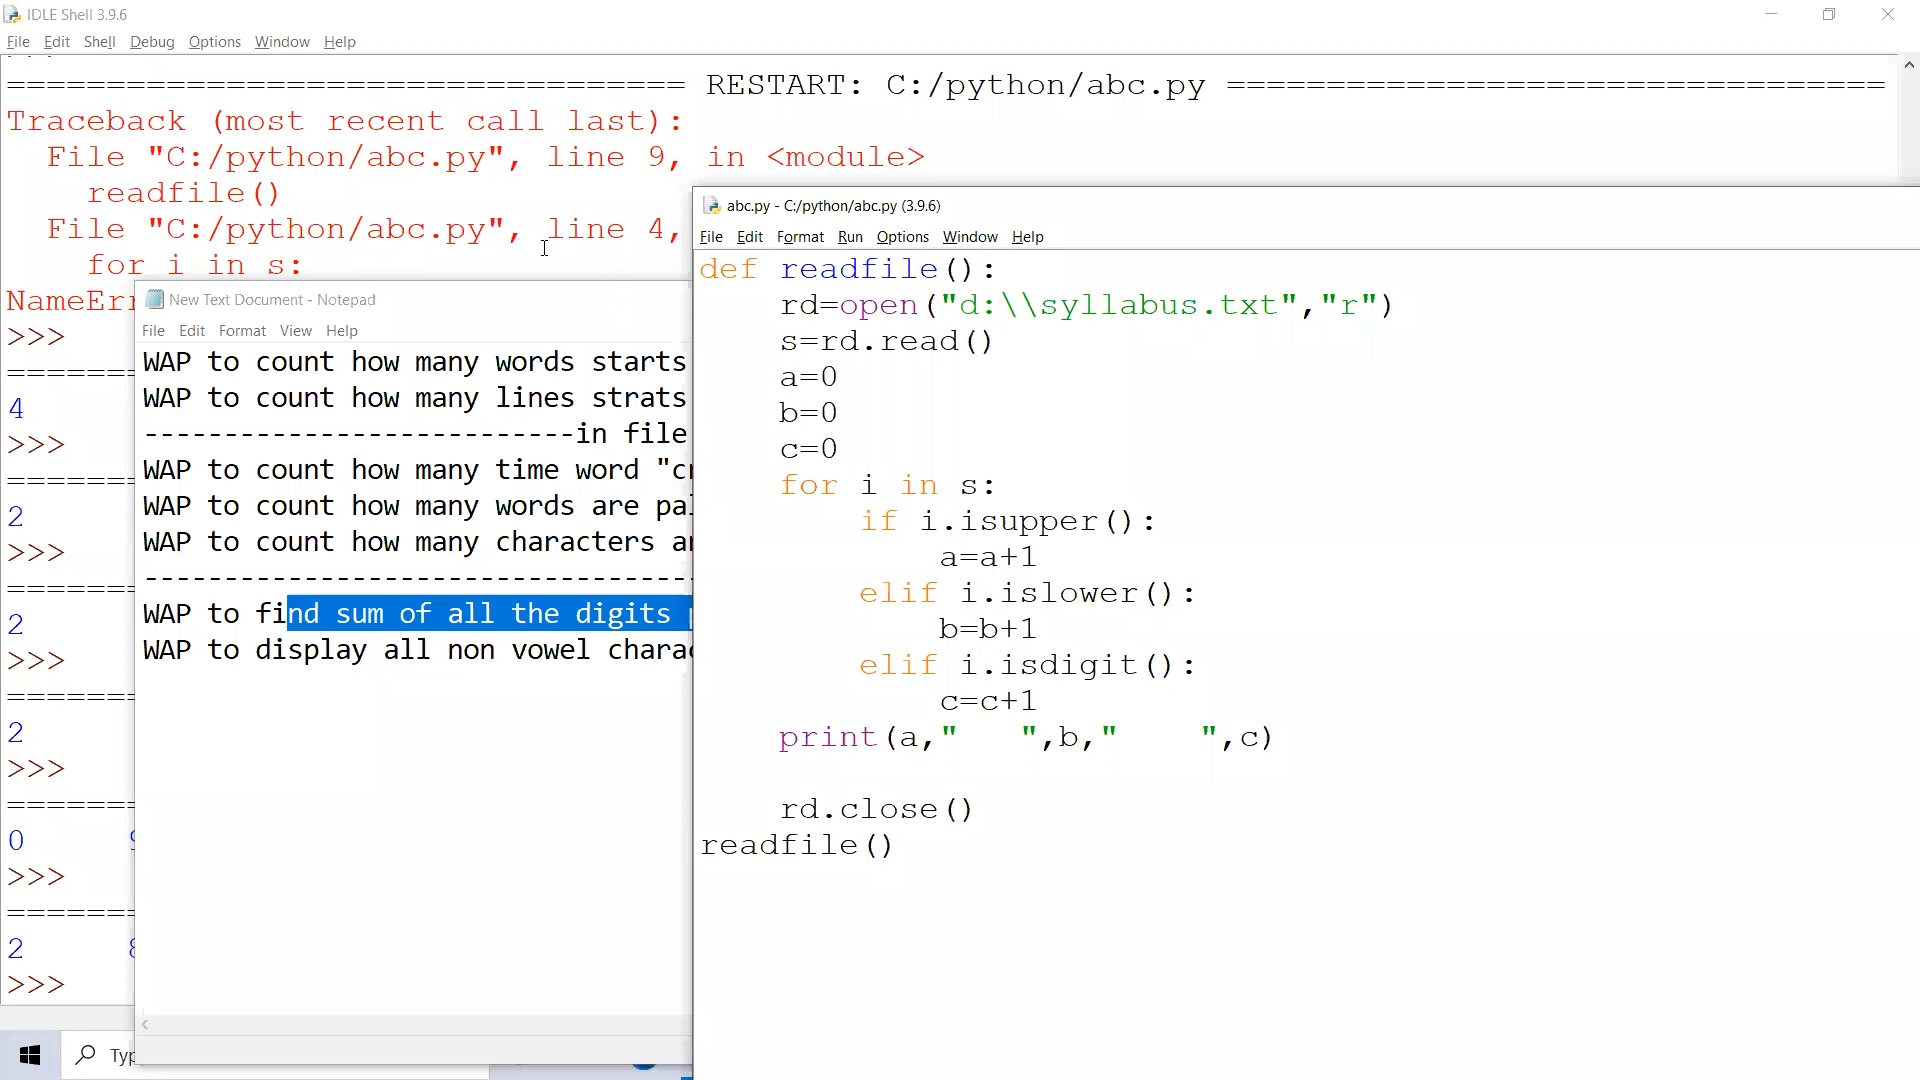 IDLE Shell 3.9.6
File Edit Shell Debug Options Window Help
================================== RESTART: C:/python/abc.py =================================
Traceback (most recent call last):
File "C:/python/abc.py", line 9, in <module>
readfile()
File "C:/python/abc.py", line 4,
for i in s:
>>>
=======
4
>>>
=======
2
>>>
=======
2
>>>
=======
2
>>>
=======
0
>>>
=======
2
>>>
New Text Document - Notepad
File Edit Format View Help
WAP to count how many words starts
WAP to count how many lines strats
---------------------------in file
WAP to count how many time word
WAP to count how many words are
WAP to count how many characters
-----------------------------------
WAP to find sum of all the digits
WAP to display all non vowel
abc.py - C:/python/abc.py (3.9.6)
File Edit Format Run Options Window Help
def readfile():
    rd=open("d:\\syllabus.txt","r")
    s=rd.read()
    a=0
    b=0
    c=0
    for i in s:
        if i.isupper():
            a=a+1
        elif i.islower():
            b=b+1
        elif i.isdigit():
            c=c+1
    print(a,"   ",b,"    ",c)
    rd.close()
readfile()